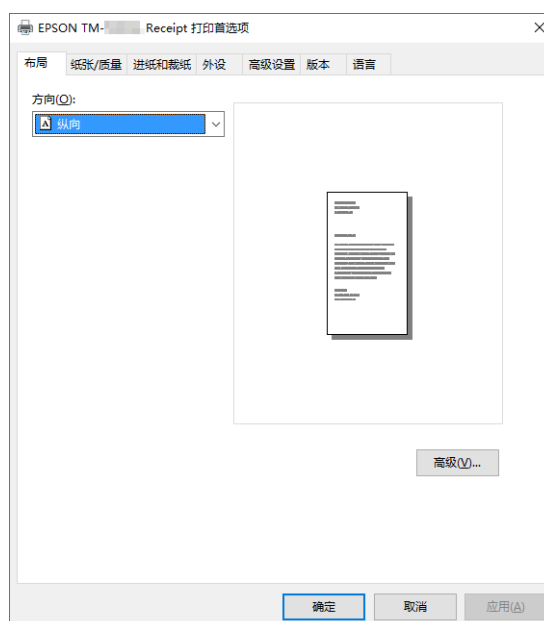 EPSON TM- Receipt 打印首选项
布局 纸张/质量 进纸和裁纸 外设 高级设置 版本 语言
方向(O):
纵向
高级(V)...
确定 取消 应用(A)